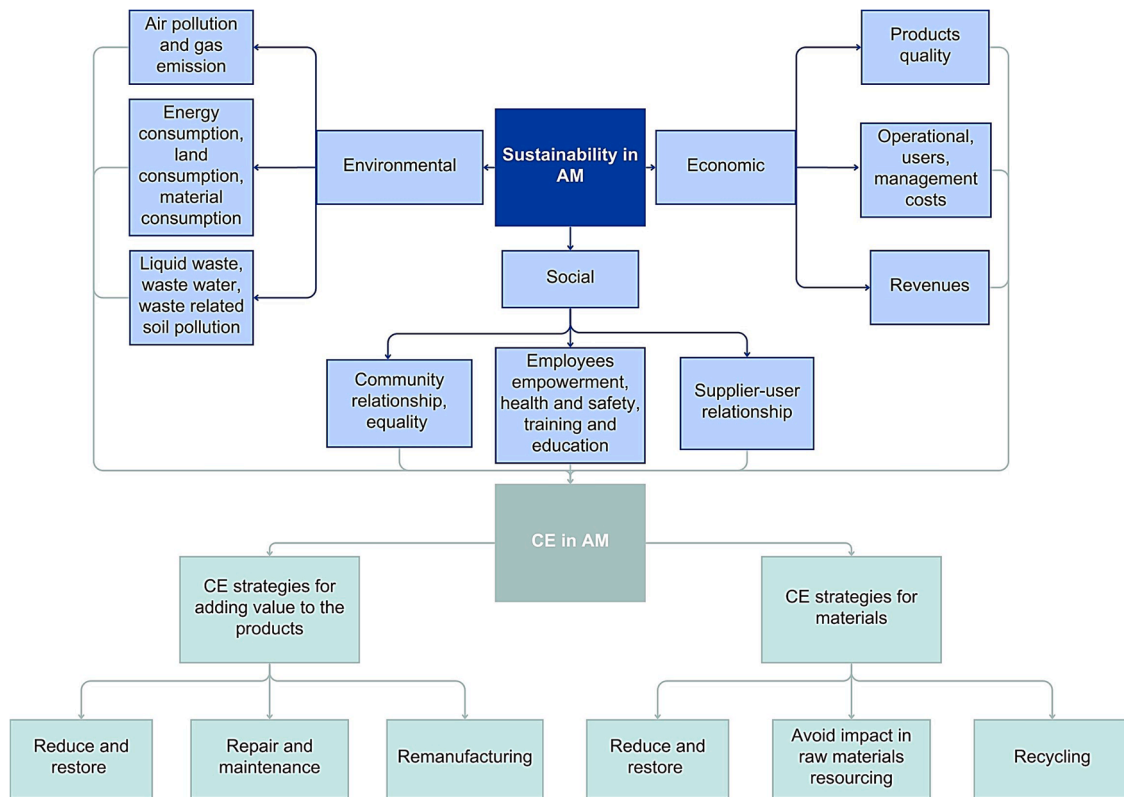 Air pollution
and gas
emission
Products
quality
Energy
consumption,
land
consumption,
material
consumption
Environmental
Sustainability in
AM
Economic
Operational,
users,
management
costs
Liquid waste,
waste water,
waste related
soil pollution
Social
Revenues
Community
relationship,
equality
Employees
empowerment,
health and safety,
training and
education
Supplier-user
relationship
CE in AM
CE strategies for
adding value to the
products
CE strategies for
materials
Reduce and
restore
Repair and
maintenance
Remanufacturing
Reduce and
restore
Avoid impact in
raw materials
resourcing
Recycling